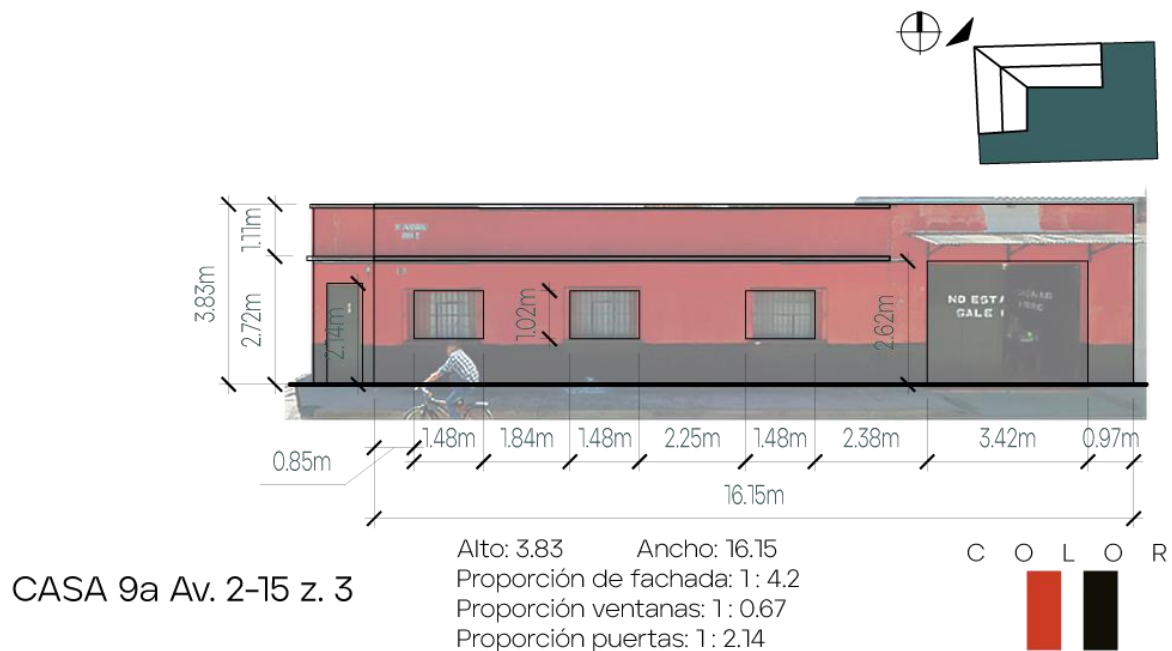 3.83m
1.11m
2.72m
2.14m
1.02m
2.62m
NO ESTA
SALE
0.85m
1.48m
1.84m
1.48m
2.25m
1.48m
2.38m
3.42m
0.97m
16.15m
CASA 9a Av. 2-15 z. 3
Alto: 3.83 Ancho: 16.15
Proporción de fachada: 1 : 4.2
Proporción ventanas: 1 : 0.67
Proporción puertas: 1 : 2.14
C O L O R